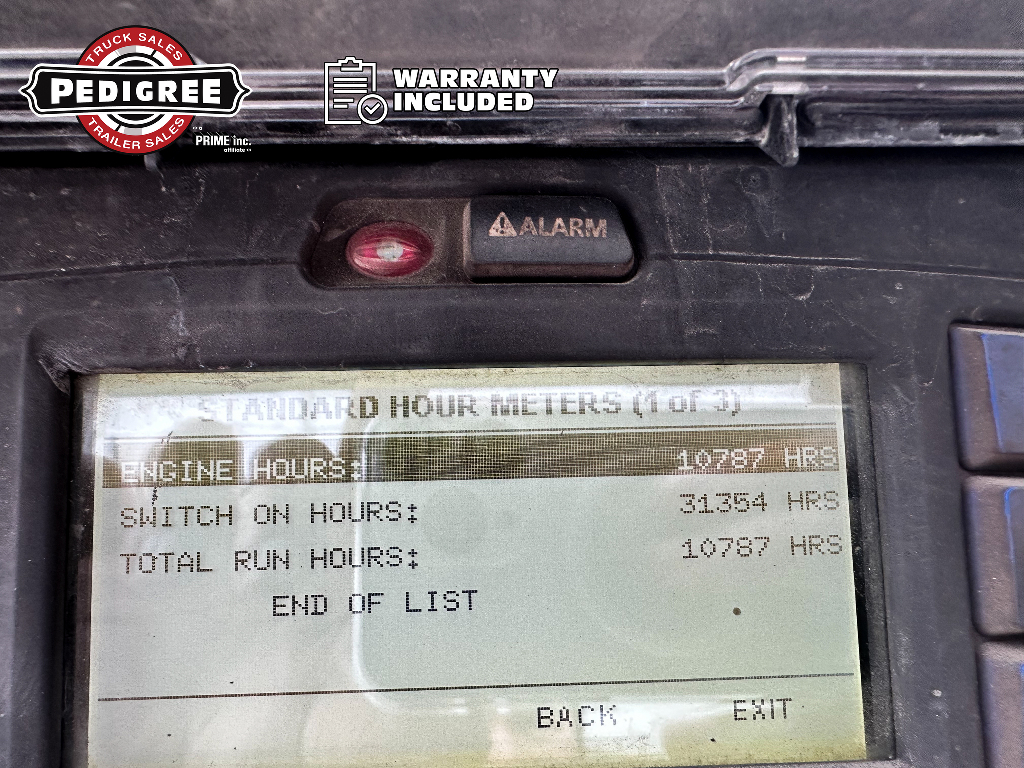 TRUCK SALES
PEDIGREE
TRAILER SALES
a
PRIME inc.
affiliate
WARRANTY
INCLUDED
ALARM
STANDARD HOUR METERS (1 of 3)
ENGINE HOURS: 10787 HRS
SWITCH ON HOURS: 31354 HRS
TOTAL RUN HOURS: 10787 HRS
END OF LIST
BACK EXIT